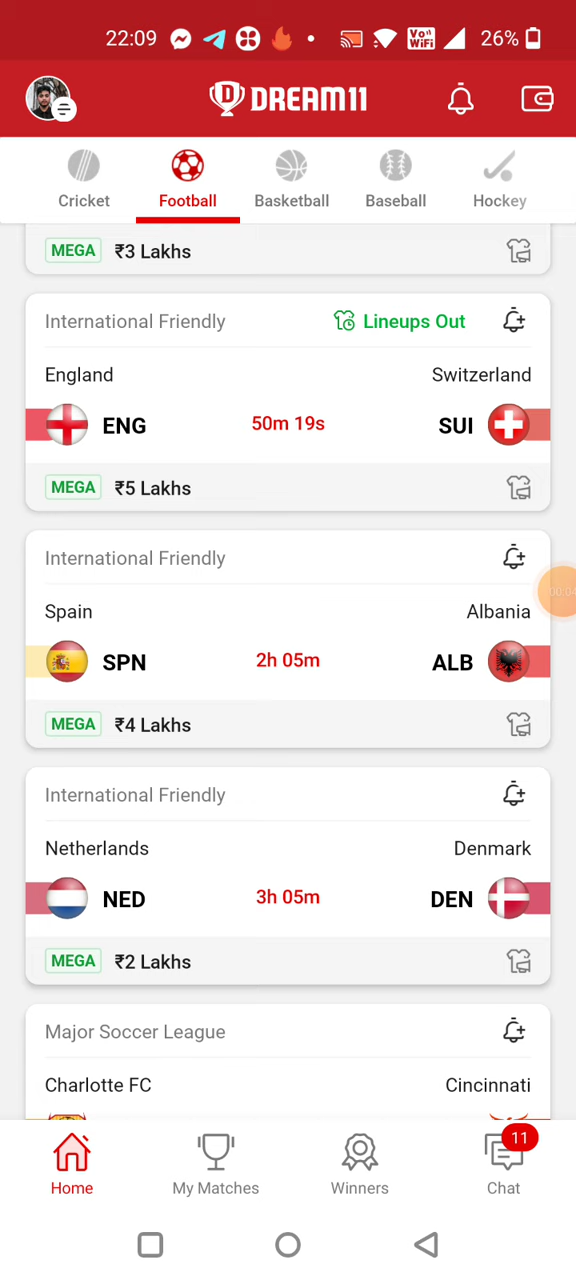 22:09
Vo))
WiFi
26%
DREAM11
Cricket
Football
Basketball
Baseball
Hockey
MEGA ₹3 Lakhs
International Friendly
Lineups Out
England
Switzerland
ENG
50m 19s
SUI
MEGA ₹5 Lakhs
International Friendly
Spain
Albania
SPN
2h 05m
ALB
MEGA ₹4 Lakhs
International Friendly
Netherlands
Denmark
NED
3h 05m
DEN
MEGA ₹2 Lakhs
Major Soccer League
Charlotte FC
Cincinnati
Home
My Matches
Winners
11
Chat